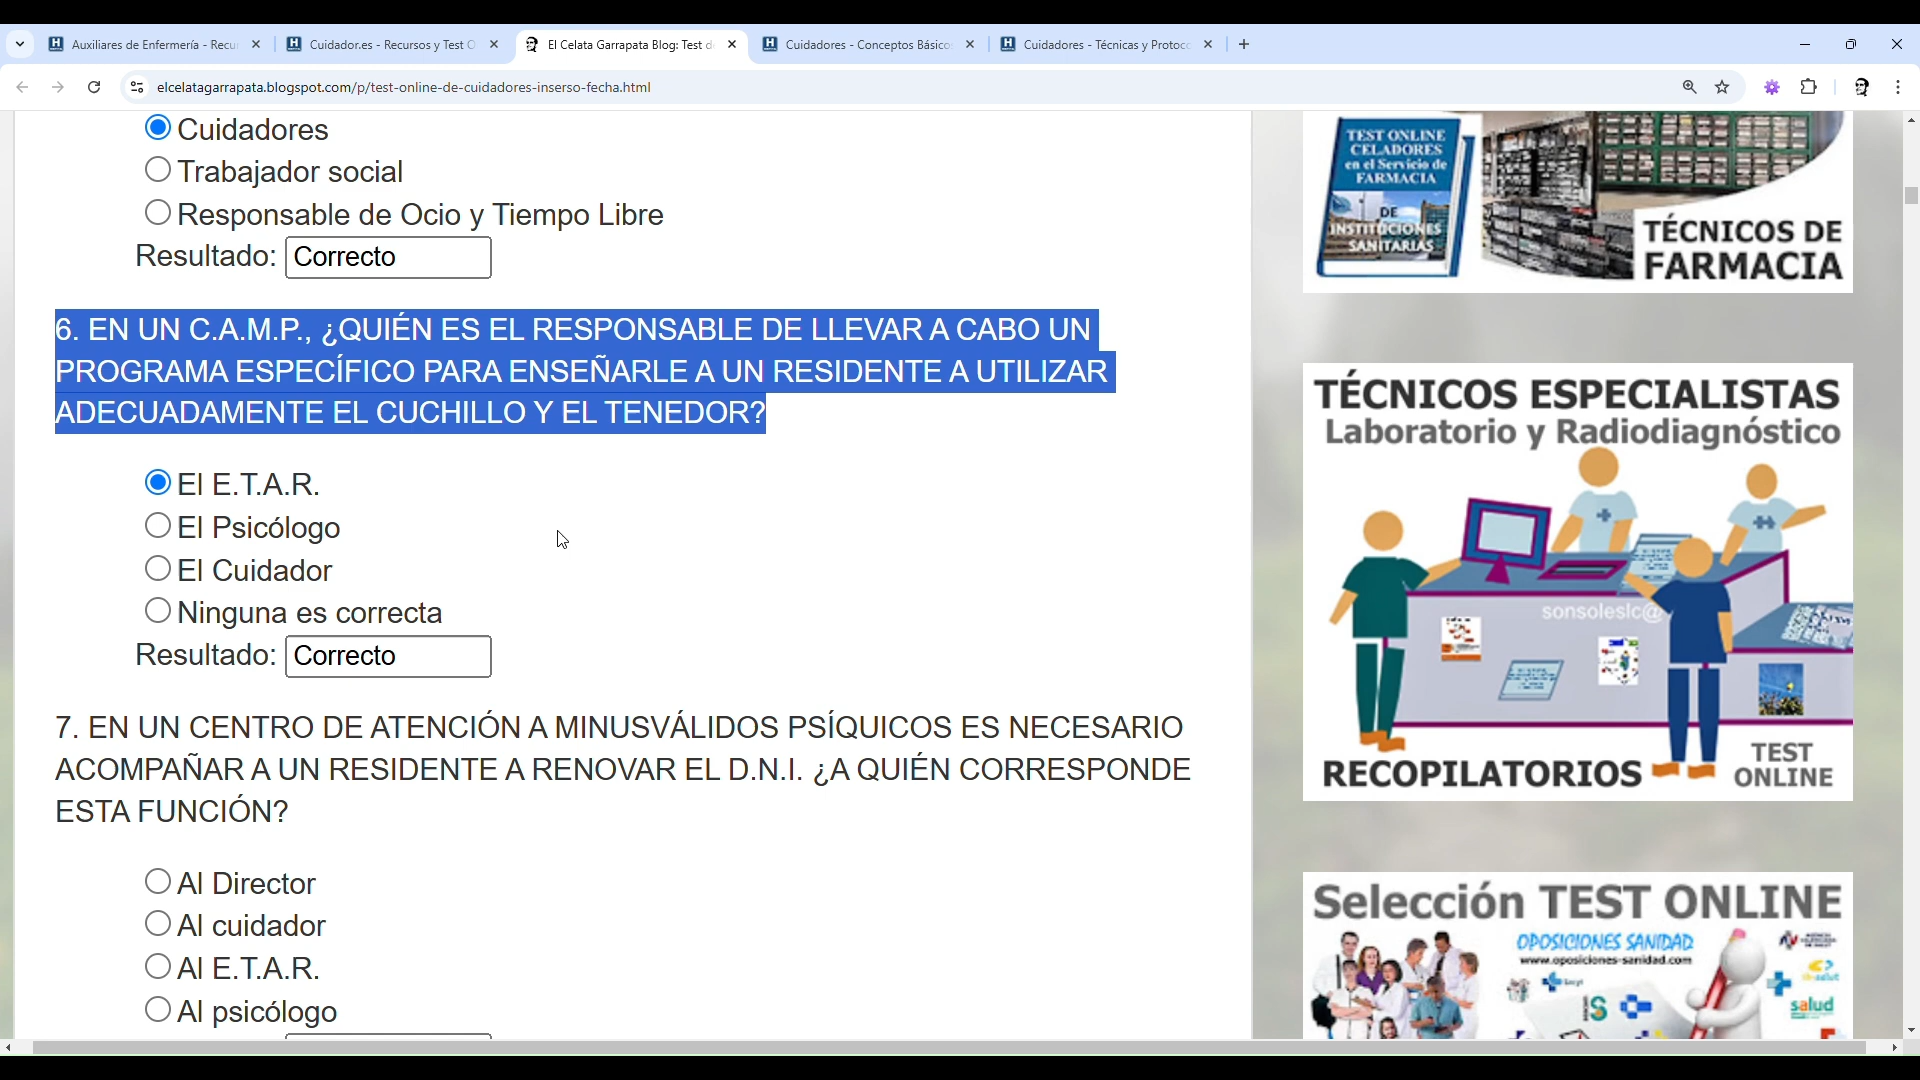 Auxiliares de Enfermería - Recu
Cuidador.es - Recursos y Test O
El Celata Garrapata Blog: Test d
Cuidadores - Conceptos Básico
Cuidadores - Técnicas y Protoc
elcelatagarrapata.blogspot.com/p/test-online-de-cuidadores-inserso-fecha.html
Cuidadores
Trabajador social
Responsable de Ocio y Tiempo Libre
Resultado: Correcto
6. EN UN C.A.M.P., ¿QUIÉN ES EL RESPONSABLE DE LLEVAR A CABO UN
PROGRAMA ESPECÍFICO PARA ENSEÑARLE A UN RESIDENTE A UTILIZAR
ADECUADAMENTE EL CUCHILLO Y EL TENEDOR?
El E.T.A.R.
El Psicólogo
El Cuidador
Ninguna es correcta
Resultado: Correcto
7. EN UN CENTRO DE ATENCIÓN A MINUSVÁLIDOS PSÍQUICOS ES NECESARIO
ACOMPAÑAR A UN RESIDENTE A RENOVAR EL D.N.I. ¿A QUIÉN CORRESPONDE
ESTA FUNCIÓN?
Al Director
Al cuidador
Al E.T.A.R.
Al psicólogo
TEST ONLINE
CELADORES
en el Servicio de
FARMACIA
DE
INSTITUCIONES
SANITARIAS
TÉCNICOS DE
FARMACIA
TÉCNICOS ESPECIALISTAS
Laboratorio y Radiodiagnóstico
sonsoleslc@
RECOPILATORIOS
TEST
ONLINE
Selección TEST ONLINE
OPOSICIONES SANIDAD
www.oposiciones-sanidad.com
salud